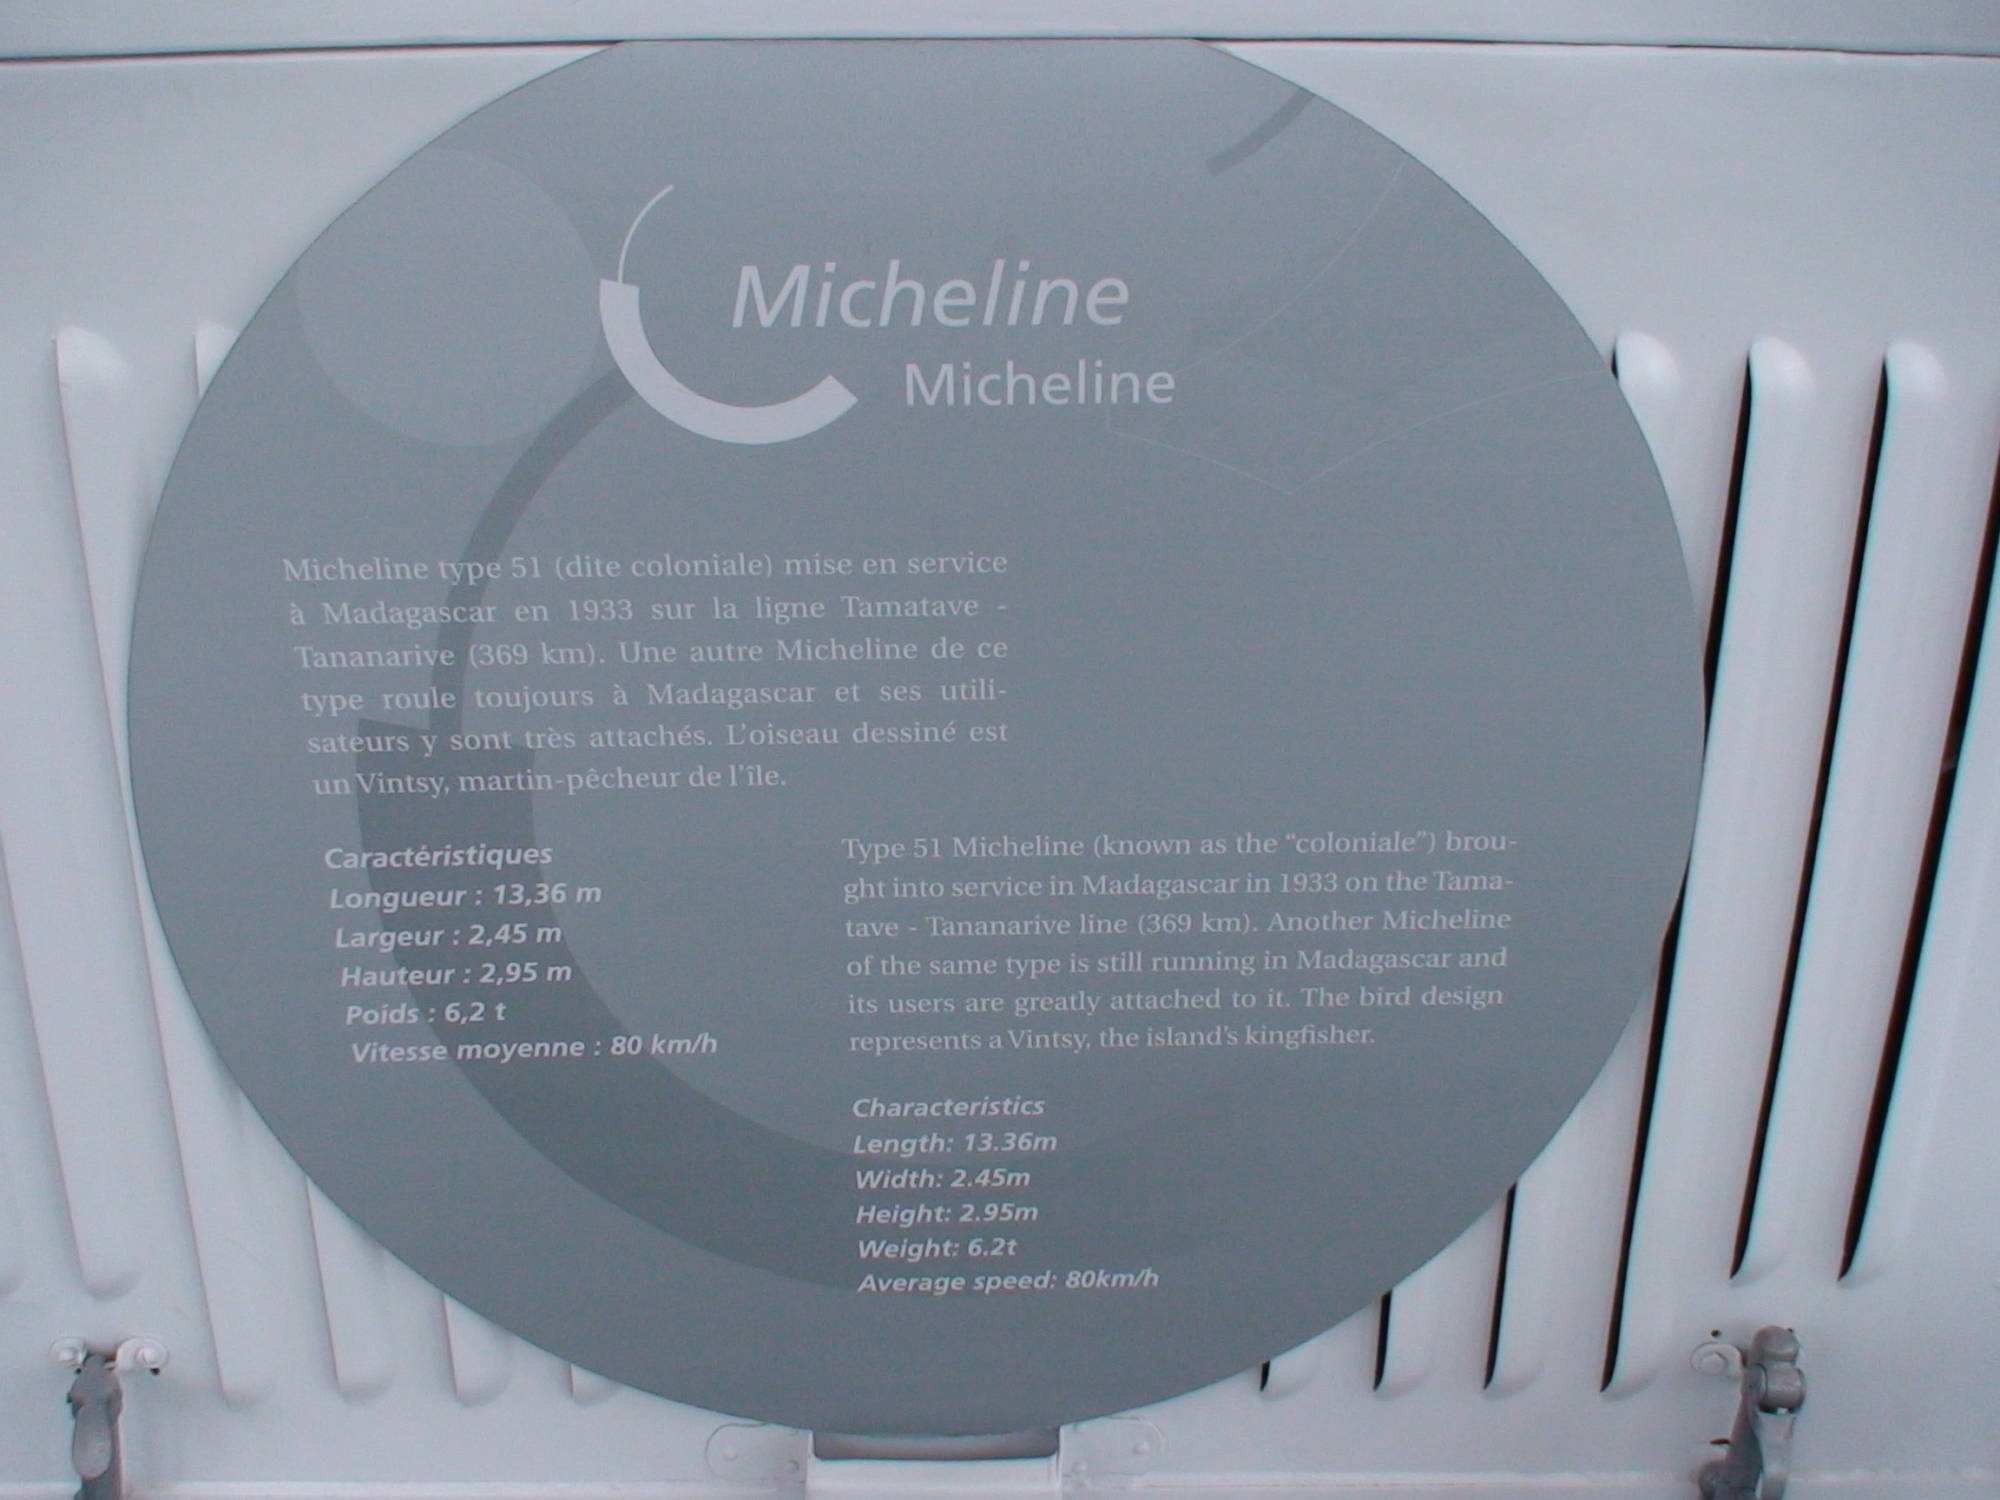 Micheline
Micheline
Micheline type 51 (dite coloniale) mise en service
à Madagascar en 1933 sur la ligne Tamatave -
Tananarive (369 km). Une autre Micheline de ce
type roule toujours à Madagascar et ses utili-
sateurs y sont très attachés. L'oiseau dessiné est
un Vintsy, martin-pêcheur de l'île.
Caractéristiques
Longueur : 13,36 m
Largeur : 2,45 m
Hauteur : 2,95 m
Poids : 6,2 t
Vitesse moyenne : 80 km/h
Type 51 Micheline (known as the “coloniale”) brou-
ght into service in Madagascar in 1933 on the Tama-
tave - Tananarive line (369 km). Another Micheline
of the same type is still running in Madagascar and
its users are greatly attached to it. The bird design
represents a Vintsy, the island's kingfisher.
Characteristics
Length: 13.36m
Width: 2.45m
Height: 2.95m
Weight: 6.2t
Average speed: 80km/h